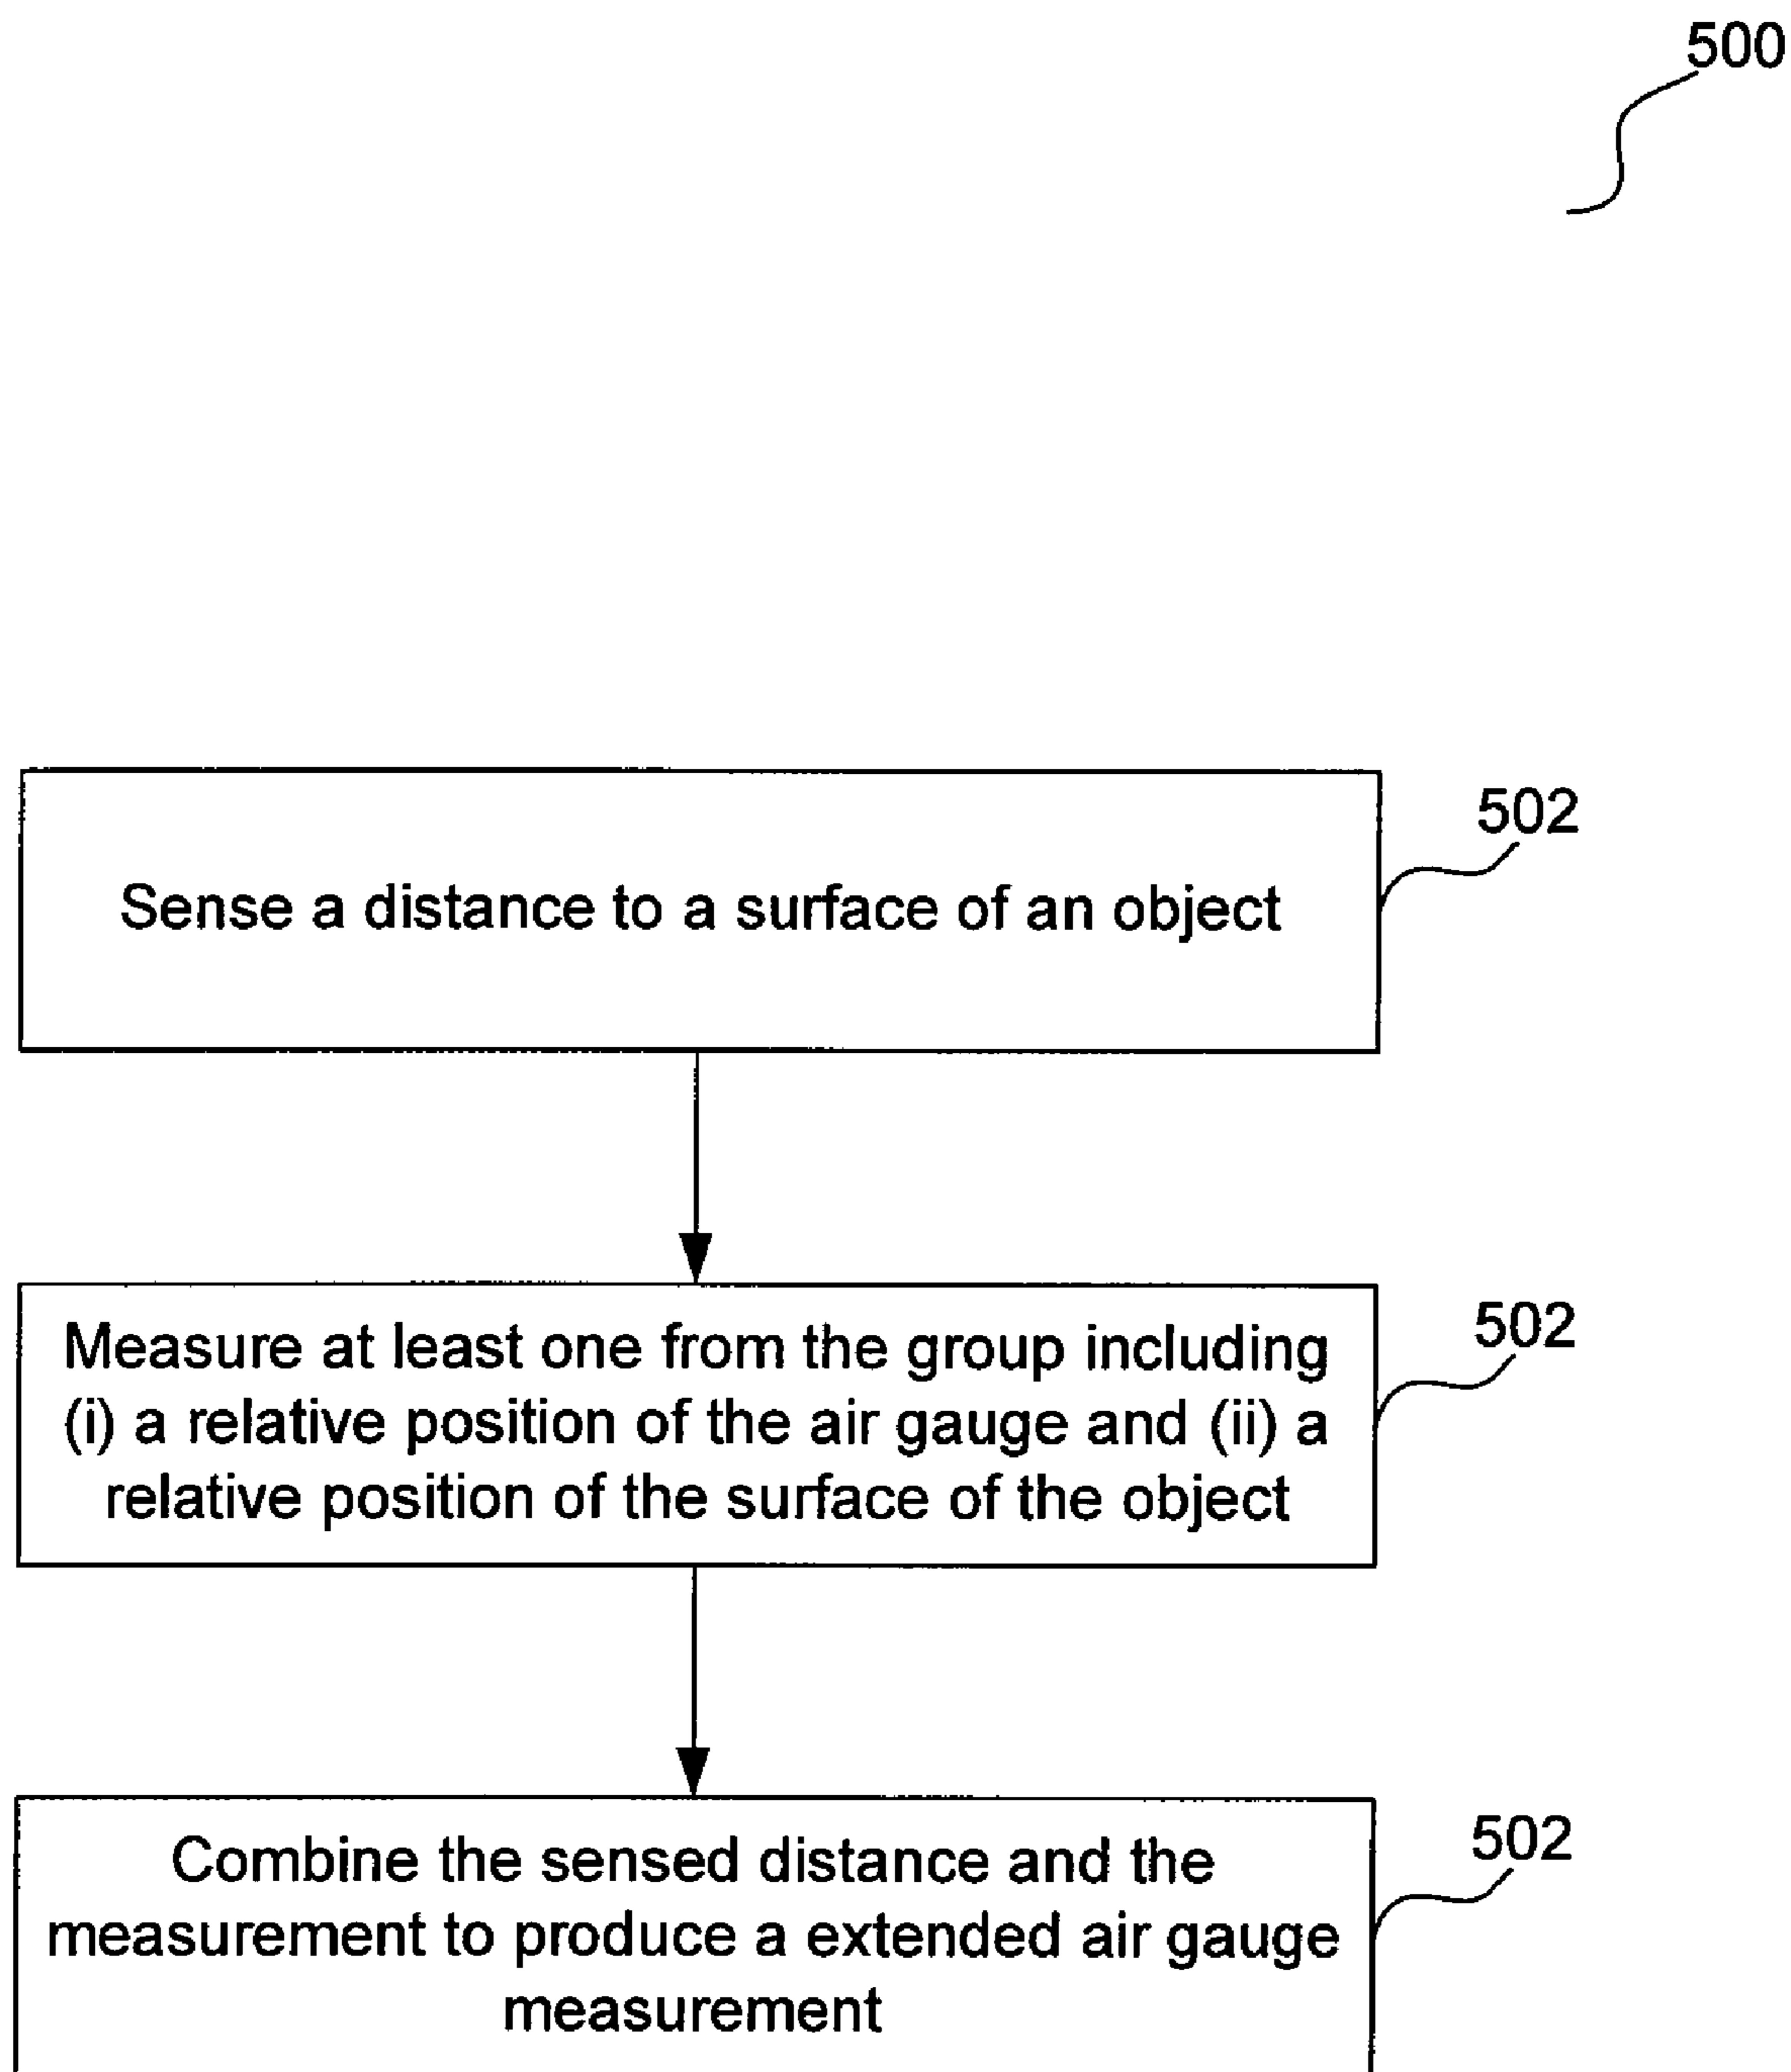 500
502
Sense a distance to a surface of an object
502
Measure at least one from the group including
(i) a relative position of the air gauge and (ii) a
relative position of the surface of the object
502
Combine the sensed distance and the
measurement to produce a extended air gauge
measurement